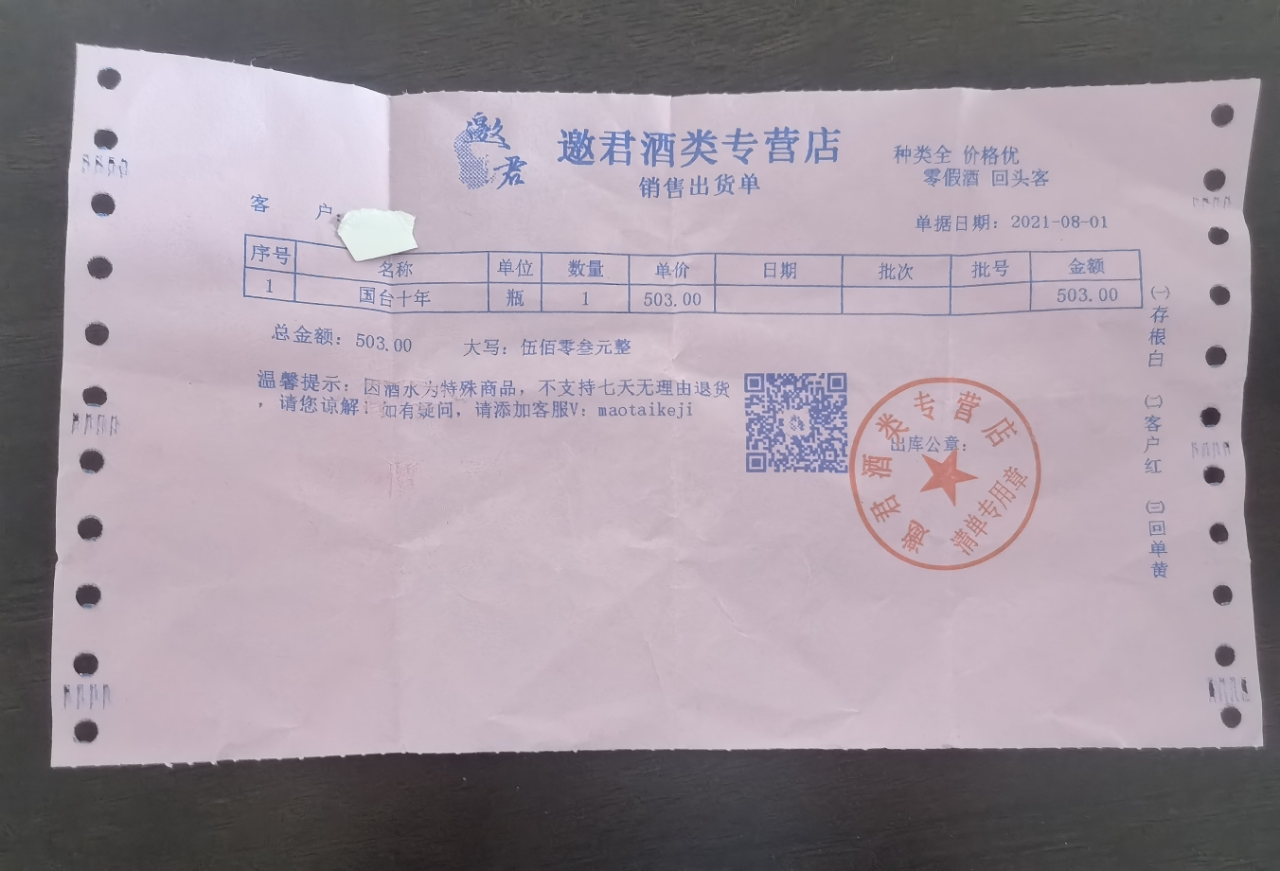 邀君
邀君酒类专营店
销售出货单
种类全 价格优
零假酒 回头客
客 户:
单据日期: 2021-08-01
序号 名称 单位 数量 单价 日期 批次 批号 金额
1 国台十年 瓶 1 503.00 503.00
总金额: 503.00 大写: 伍佰零叁元整
温馨提示: 因酒水为特殊商品, 不支持七天无理由退货
, 请您谅解; 如有疑问, 请添加客服V: maotaikeji
出库公章:
邀君酒类专营店
清单专用章
㈠存根白 ㈡客户红 ㈢回单黄